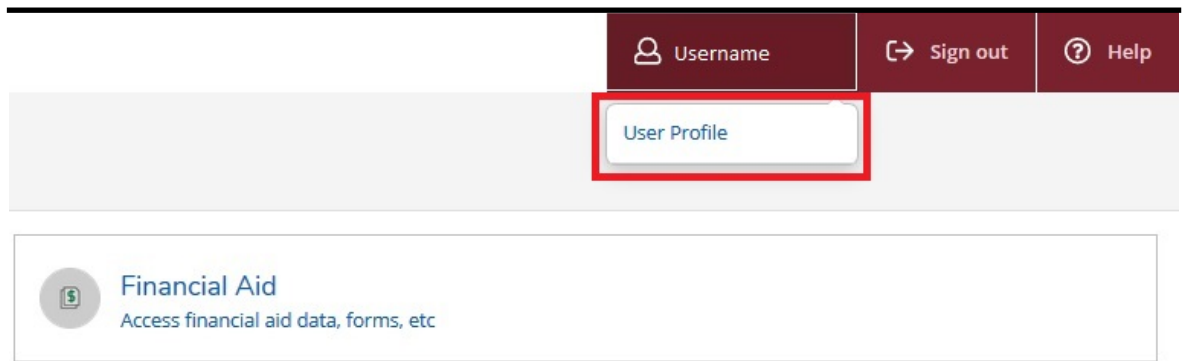 Username
Sign out
Help
User Profile
Financial Aid
Access financial aid data, forms, etc